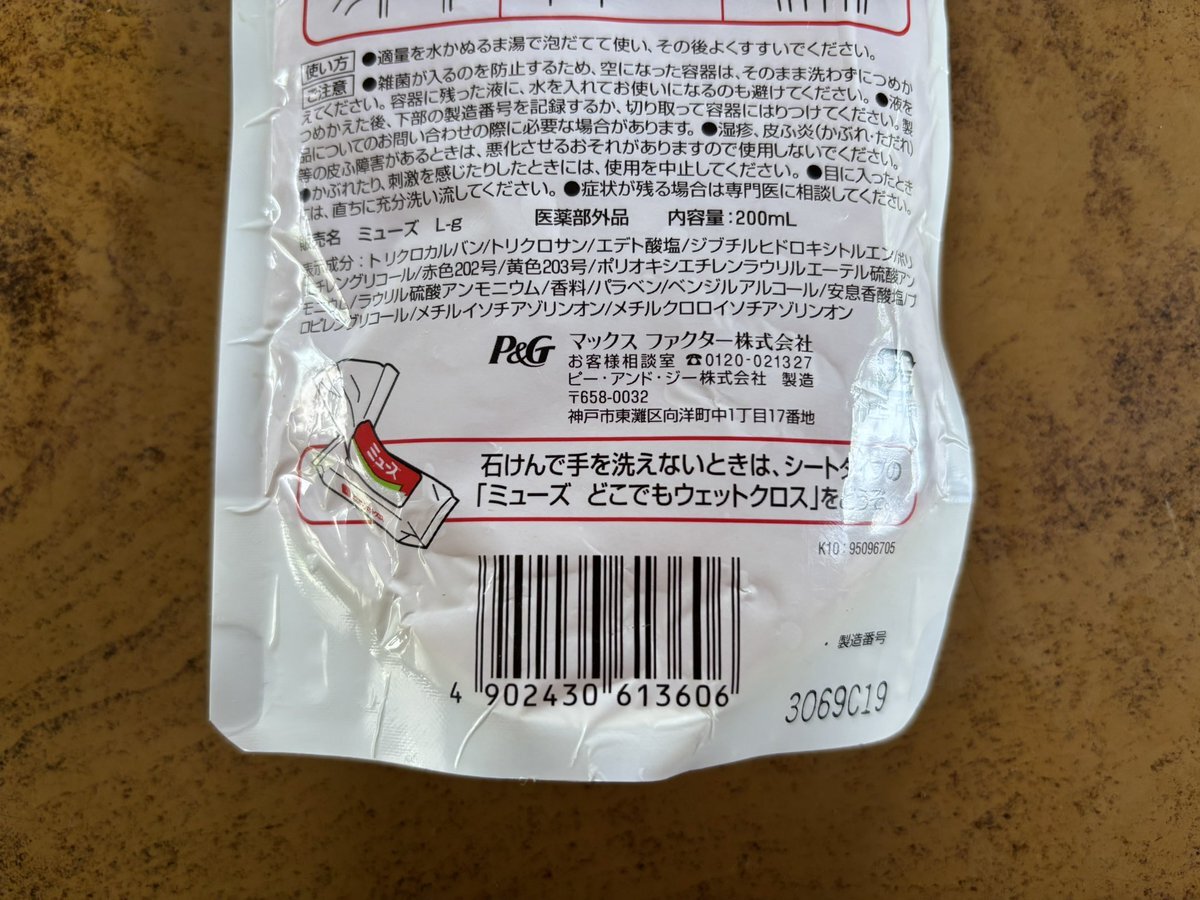 使い方 ●適量を水かぬるま湯で泡だてて使い、その後よくすすいでください。
ご注意 ●雑菌が入るのを防止するため、空になった容器は、そのまま洗わずにつめか
えてください。容器に残った液に、水を入れてお使いになるのも避けてください。●液を
つめかえた後、下部の製造番号を記録するか、切り取って容器にはりつけてください。製
品についてのお問い合わせの際に必要な場合があります。●湿疹、皮ふ炎(かぶれ・ただれ)
等の皮ふ障害があるときは、悪化させるおそれがありますので使用しないでください。
●かぶれたり、刺激を感じたりしたときには、使用を中止してください。●目に入ったとき
は、直ちに充分洗い流してください。●症状が残る場合は専門医に相談してください。
医薬部外品 内容量:200mL
販売名 ミューズ L-g
表示成分:トリクロカルバン/トリクロサン/エデト酸塩/ジブチルヒドロキシトルエン/ポリ
エチレングリコール/赤色202号/黄色203号/ポリオキシエチレンラウリルエーテル硫酸アン
モニウム/ラウリル硫酸アンモニウム/香料/パラベン/ベンジルアルコール/安息香酸塩/プ
ロピレングリコール/メチルイソチアゾリンオン/メチルクロロイソチアゾリンオン
P&G マックス ファクター株式会社
お客様相談室 ☎0120-021327
ピー・アンド・ジー株式会社 製造
〒658-0032
神戸市東灘区向洋町中1丁目17番地
ミューズ
石けんで手を洗えないときは、シートタイプの
「ミューズ どこでもウェットクロス」をどうぞ。
K10:95096705
製造番号
3069C19
4 902430 613606